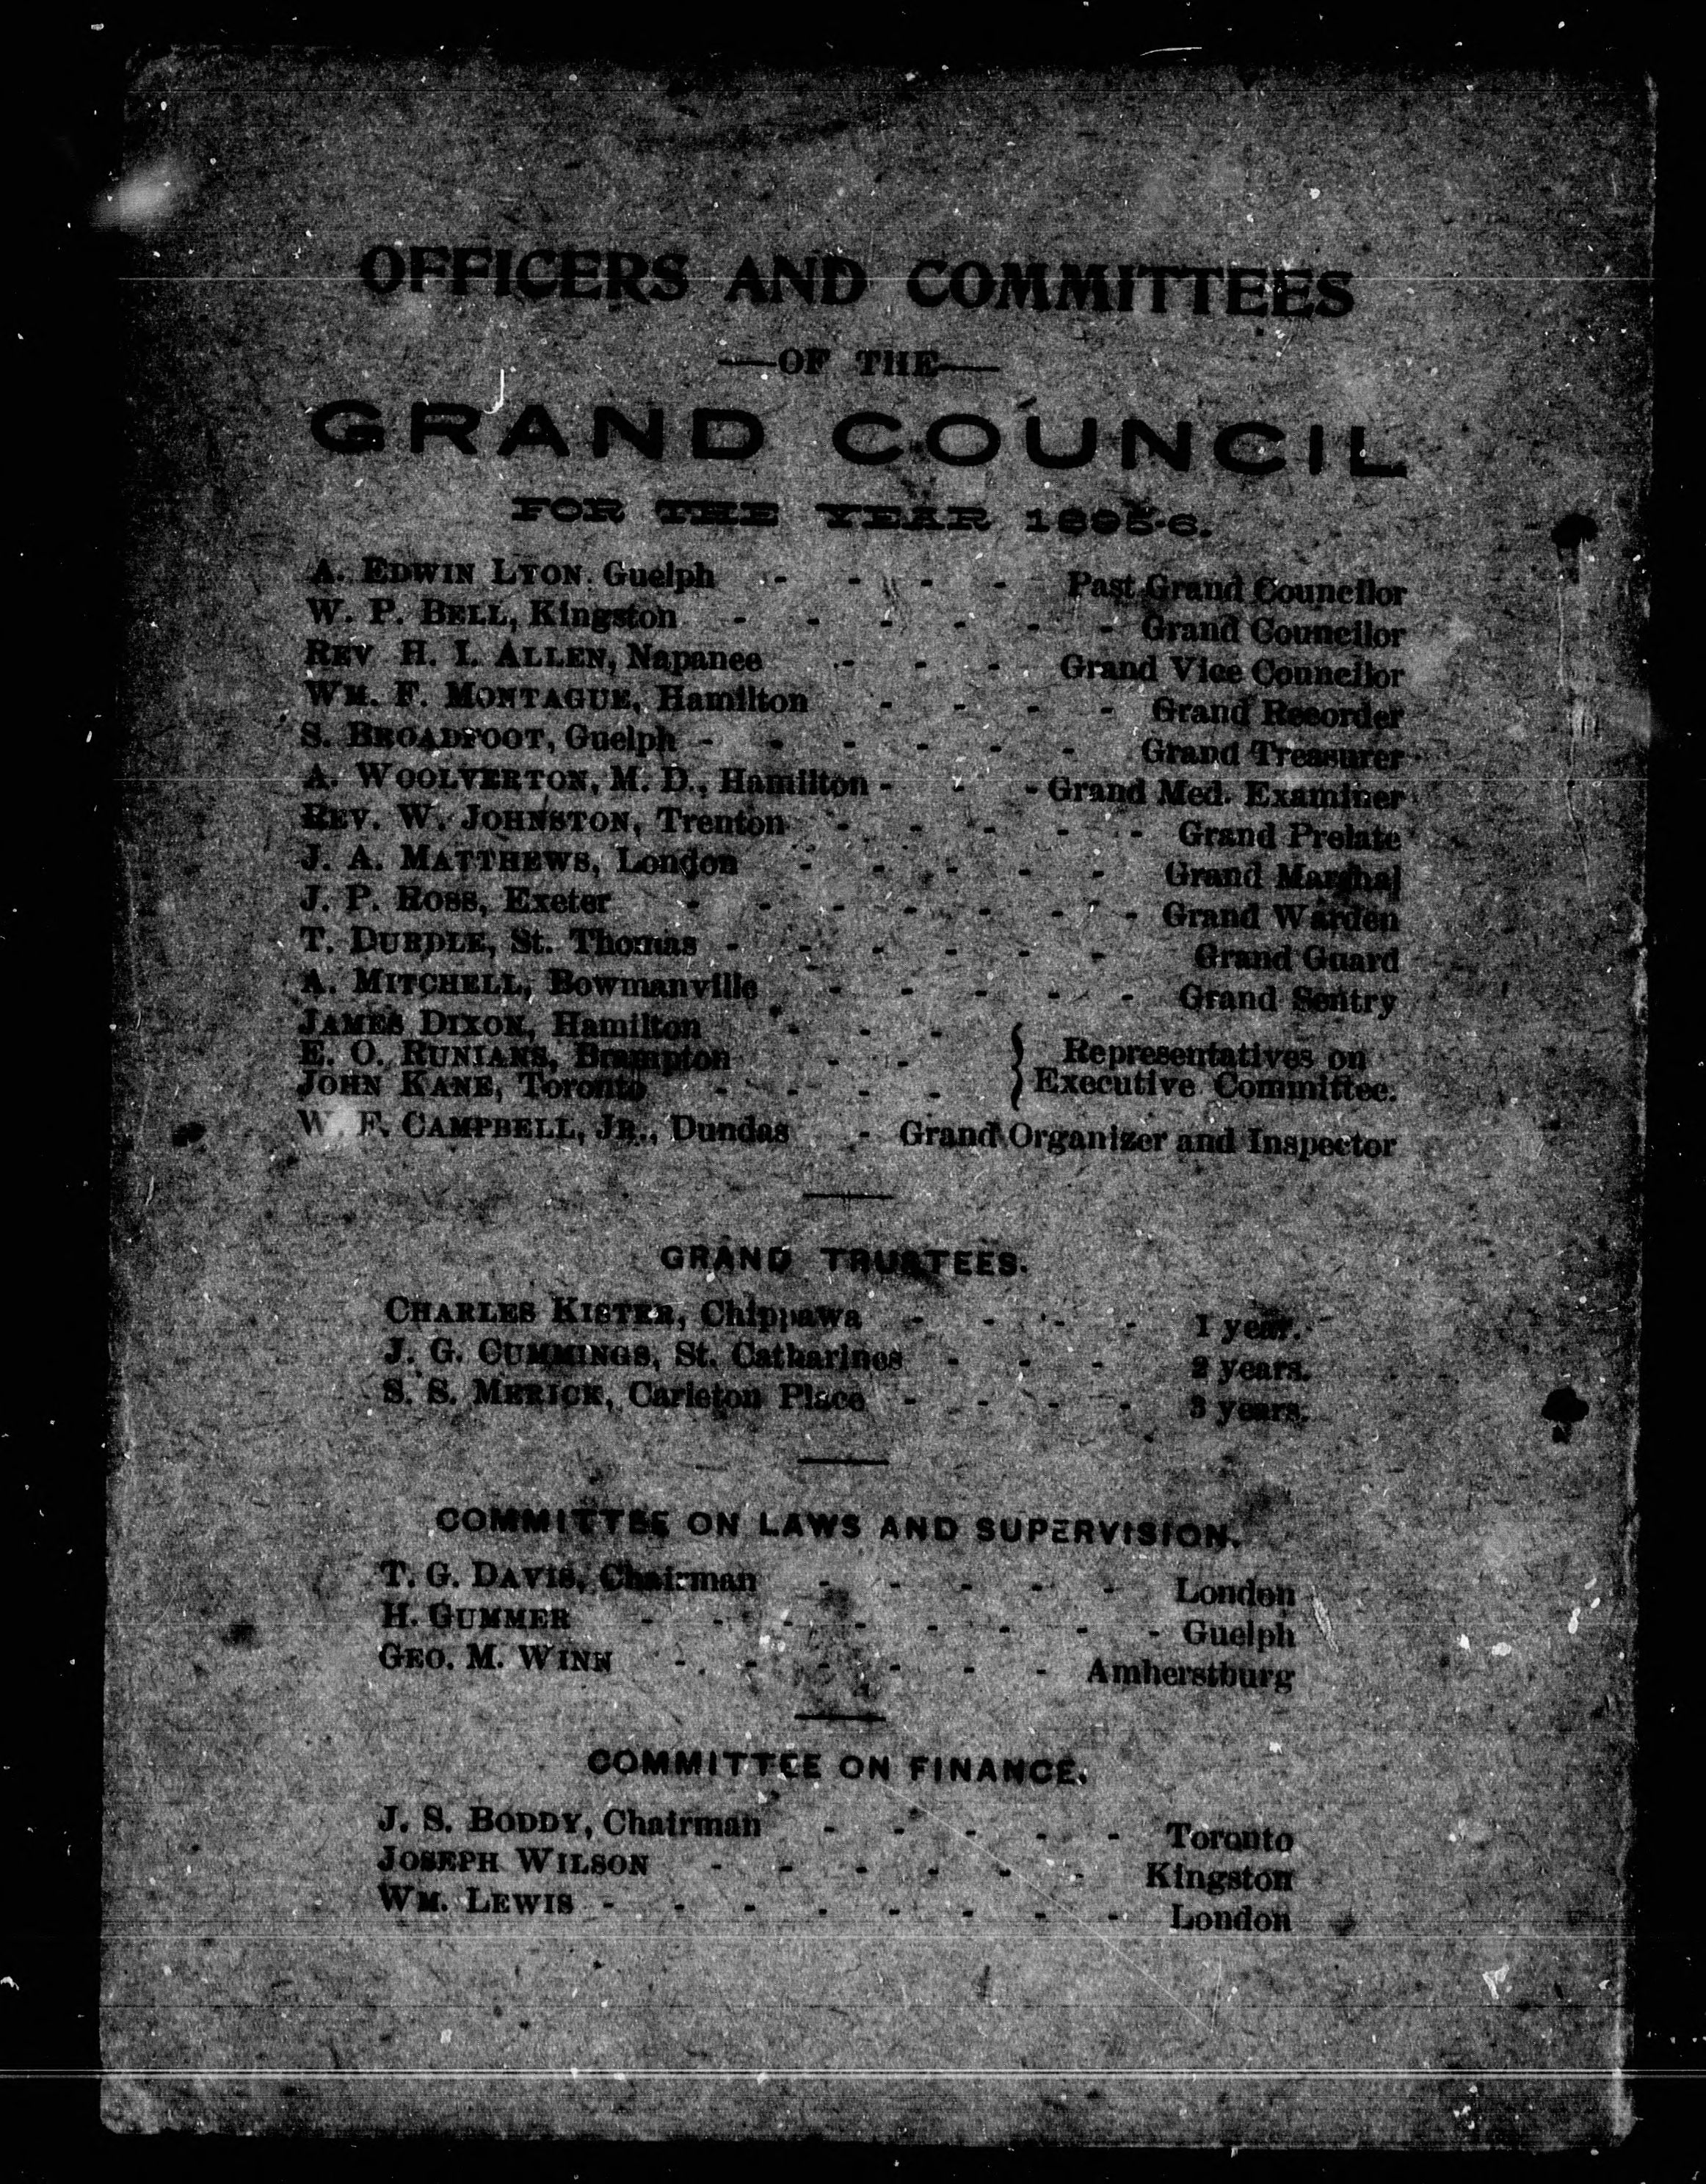 OFFICERS AND COMMITTEES
—OF THE—
GRAND COUNCIL
FOR THE YEAR 1895-6.
A. EDWIN LYON. Guelph - - - - Past Grand Councilor
W. P. BELL, Kingston - - - - - - Grand Councilor
REV H. I. ALLEN, Napanee - - - Grand Vice Councilor
WM. F. MONTAGUE, Hamilton - - - - Grand Recorder
S. BROADFOOT, Guelph - - - - - - Grand Treasurer
A. WOOLVERTON, M. D., Hamilton - - - Grand Med. Examiner
REV. W. JOHNSTON, Trenton - - - - - Grand Prelate
J. A. MATTHEWS, London - - - - - Grand Marshal
J. P. ROSS, Exeter - - - - - - - Grand Warden
T. DURDLE, St. Thomas - - - - - - Grand Guard
A. MITCHELL, Bowmanville - - - - - Grand Sentry
JAMES DIXON, Hamilton - - -
E. O. RUNIANS, Brampton - - } Representatives on
JOHN KANE, Toronto - - - - } Executive Committee.
W. F. CAMPBELL, JR., Dundas - Grand Organizer and Inspector
GRAND TRUSTEES.
CHARLES KISTER, Chippawa - - - - 1 year.
J. G. CUMMINGS, St. Catharines - - - 2 years.
S. S. MERICK, Carleton Place - - - - 3 years.
COMMITTEE ON LAWS AND SUPERVISION.
T. G. DAVIS, Chairman - - - - - London
H. GUMMER - - - - - - - - Guelph
GEO. M. WINN - - - - - - Amherstburg
COMMITTEE ON FINANCE.
J. S. BODDY, Chairman - - - - - Toronto
JOSEPH WILSON - - - - - - Kingston
WM. LEWIS - - - - - - - - London